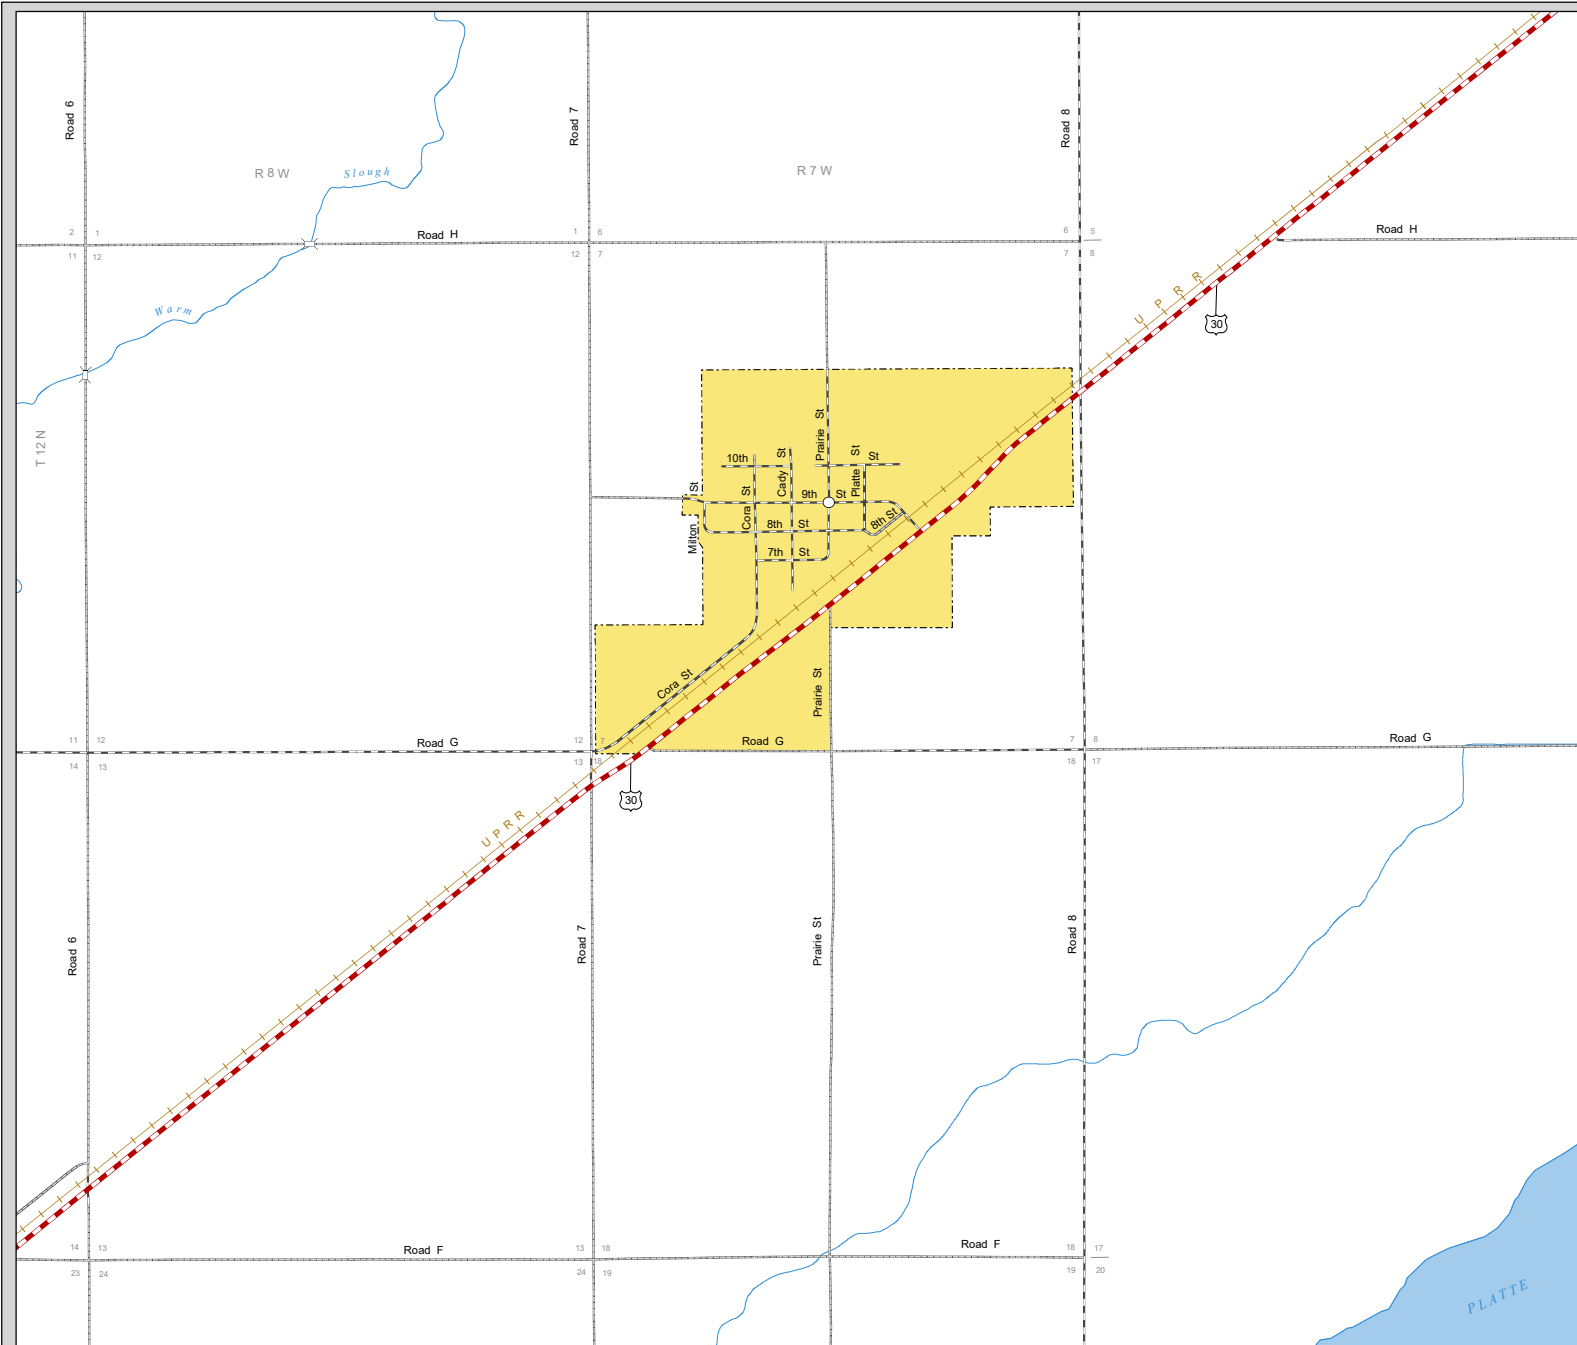 Road 6
Road 7
Road 8
R 8 W
Slough
R 7 W
2 1
Road H
1 6
6 5
Road H
11 12
12 7
7 8
U P R R
Warm
30
T 12 N
Prairie St
10th
St
Cady St
Platte St
St
Milton St
Cora St
9th St
8th St
8th St
7th St
Cora St
Prairie St
11 12
Road G
12 7
Road G
7 8
Road G
14 13
13 18
18 17
30
U P R R
Road 6
Road 7
Prairie St
Road 8
14 13
Road F
13 18
Road F
18 17
23 24
24 19
19 20
PLATTE